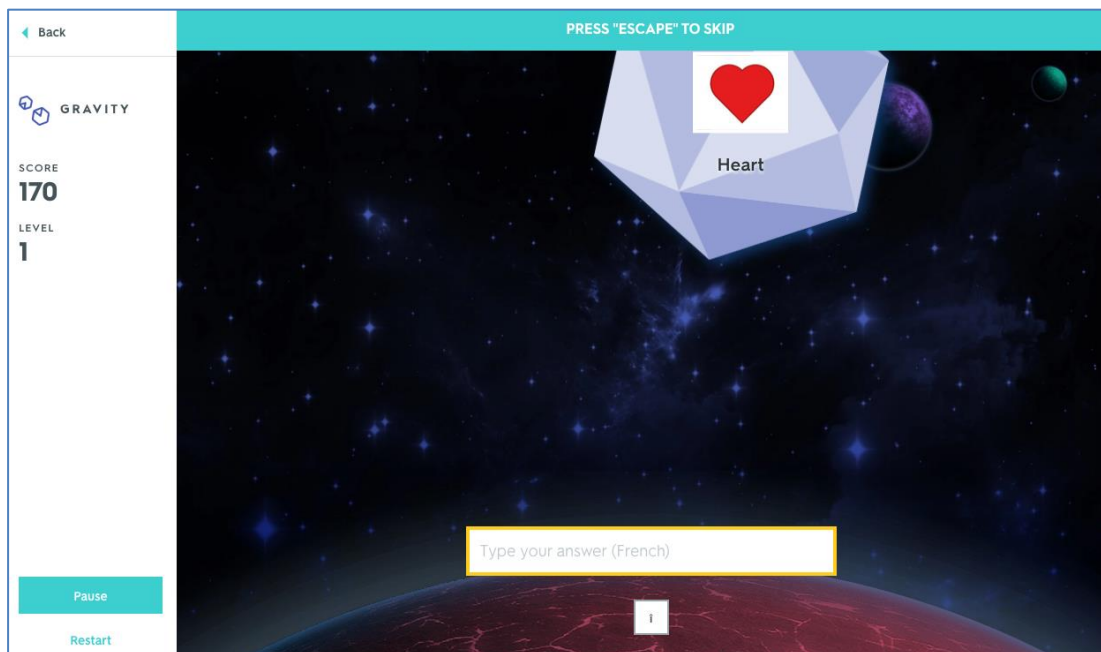 Back
PRESS "ESCAPE" TO SKIP
GRAVITY
SCORE
170
LEVEL
1
Heart
Type your answer (French)
i
Pause
Restart